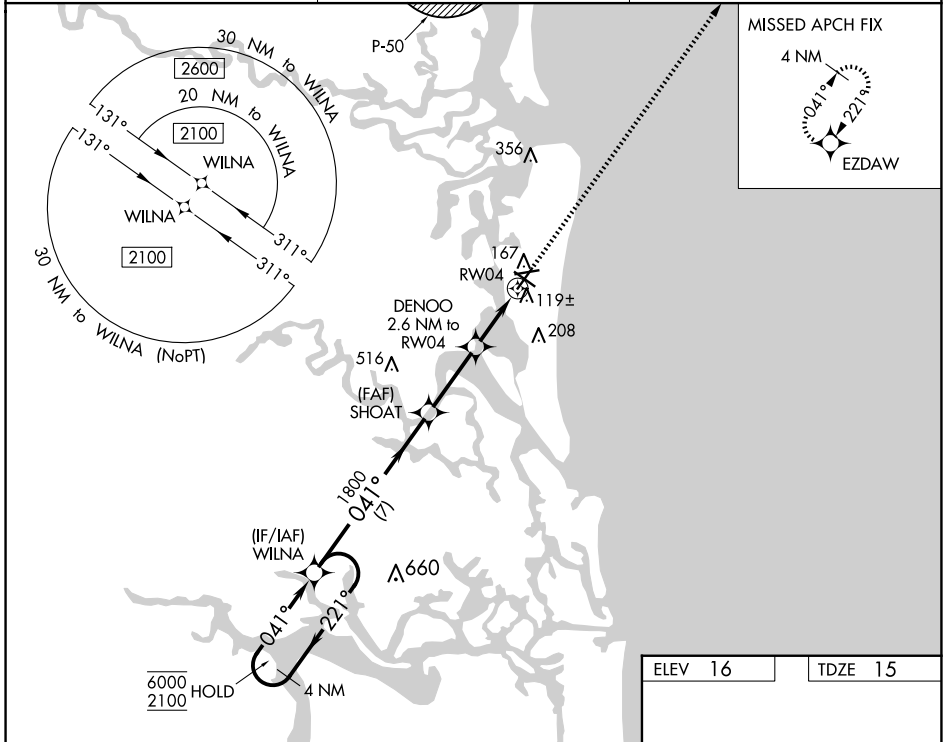 P-50
MISSED APCH FIX
4 NM
041°
221°
EZDAW
30 NM to WILNA
2600
20 NM to WILNA
2100
131°
131°
WILNA
WILNA
311°
311°
2100
30 NM to WILNA (NoPT)
356
167
RW04
119±
208
DENOO
2.6 NM to
RW04
516
(FAF)
SHOAT
1800
041°
(7)
(IF/IAF)
WILNA
660
041°
221°
6000
2100
HOLD
4 NM
ELEV 16
TDZE 15